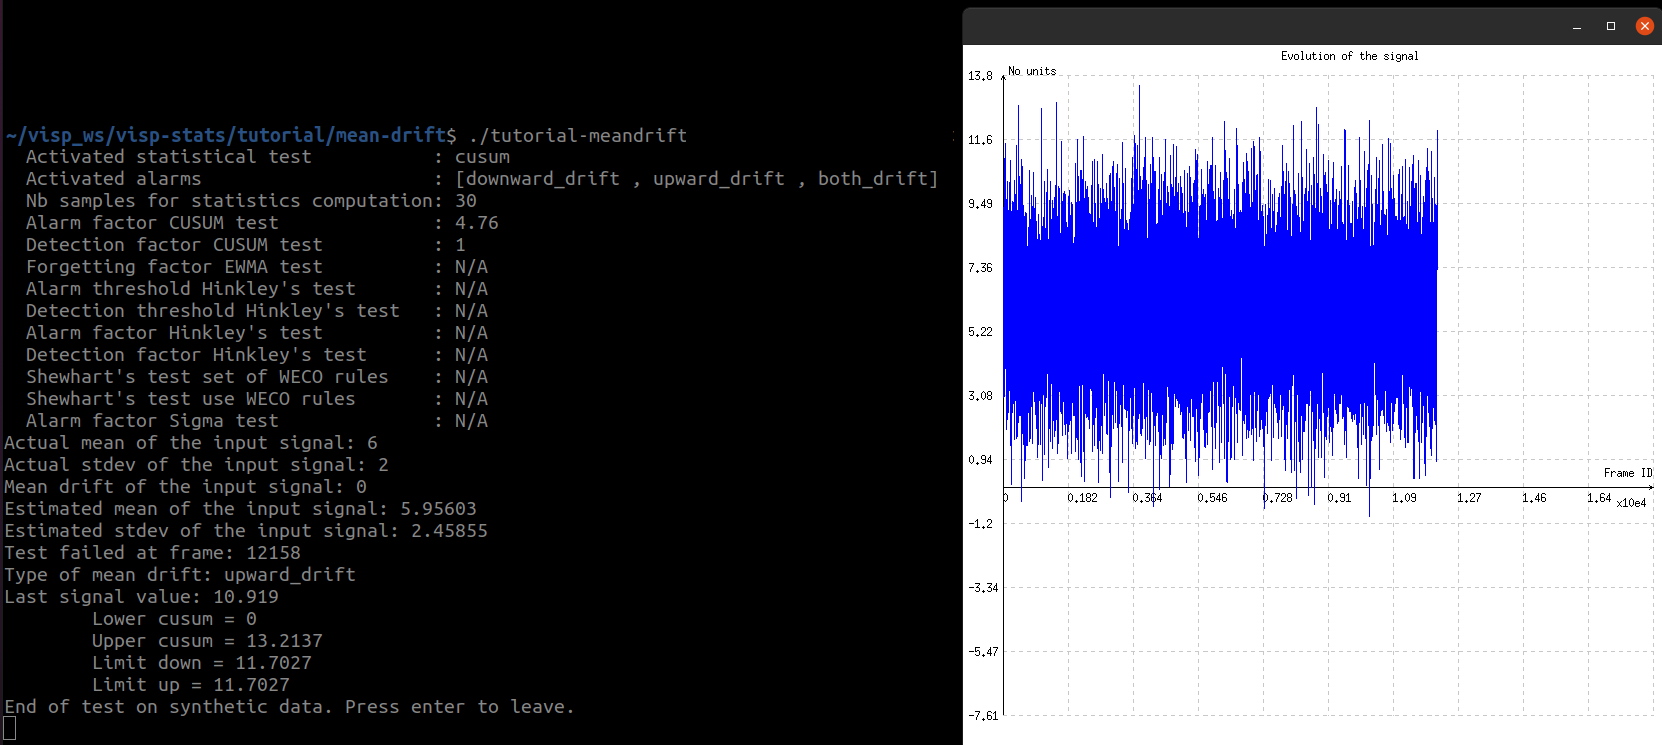 ~/visp_ws/visp-stats/tutorial/mean-drift$ ./tutorial-meandrift
Activated statistical test : cusum
Activated alarms : [downward_drift , upward_drift , both_drift]
Nb samples for statistics computation: 30
Alarm factor CUSUM test : 4.76
Detection factor CUSUM test : 1
Forgetting factor EWMA test : N/A
Alarm threshold Hinkley's test : N/A
Detection threshold Hinkley's test : N/A
Alarm factor Hinkley's test : N/A
Detection factor Hinkley's test : N/A
Shewhart's test set of WECO rules : N/A
Shewhart's test use WECO rules : N/A
Alarm factor Sigma test : N/A
Actual mean of the input signal: 6
Actual stdev of the input signal: 2
Mean drift of the input signal: 0
Estimated mean of the input signal: 5.95603
Estimated stdev of the input signal: 2.45855
Test failed at frame: 12158
Type of mean drift: upward_drift
Last signal value: 10.919
Lower cusum = 0
Upper cusum = 13.2137
Limit down = 11.7027
Limit up = 11.7027
End of test on synthetic data. Press enter to leave.
Evolution of the signal
No units
13.8
11.6
9.49
7.36
5.22
3.08
0.94
-1.2
-3.34
-5.47
-7.61
Frame ID
0 0.182 0.364 0.546 0.728 0.91 1.09 1.27 1.46 1.64
x10e4